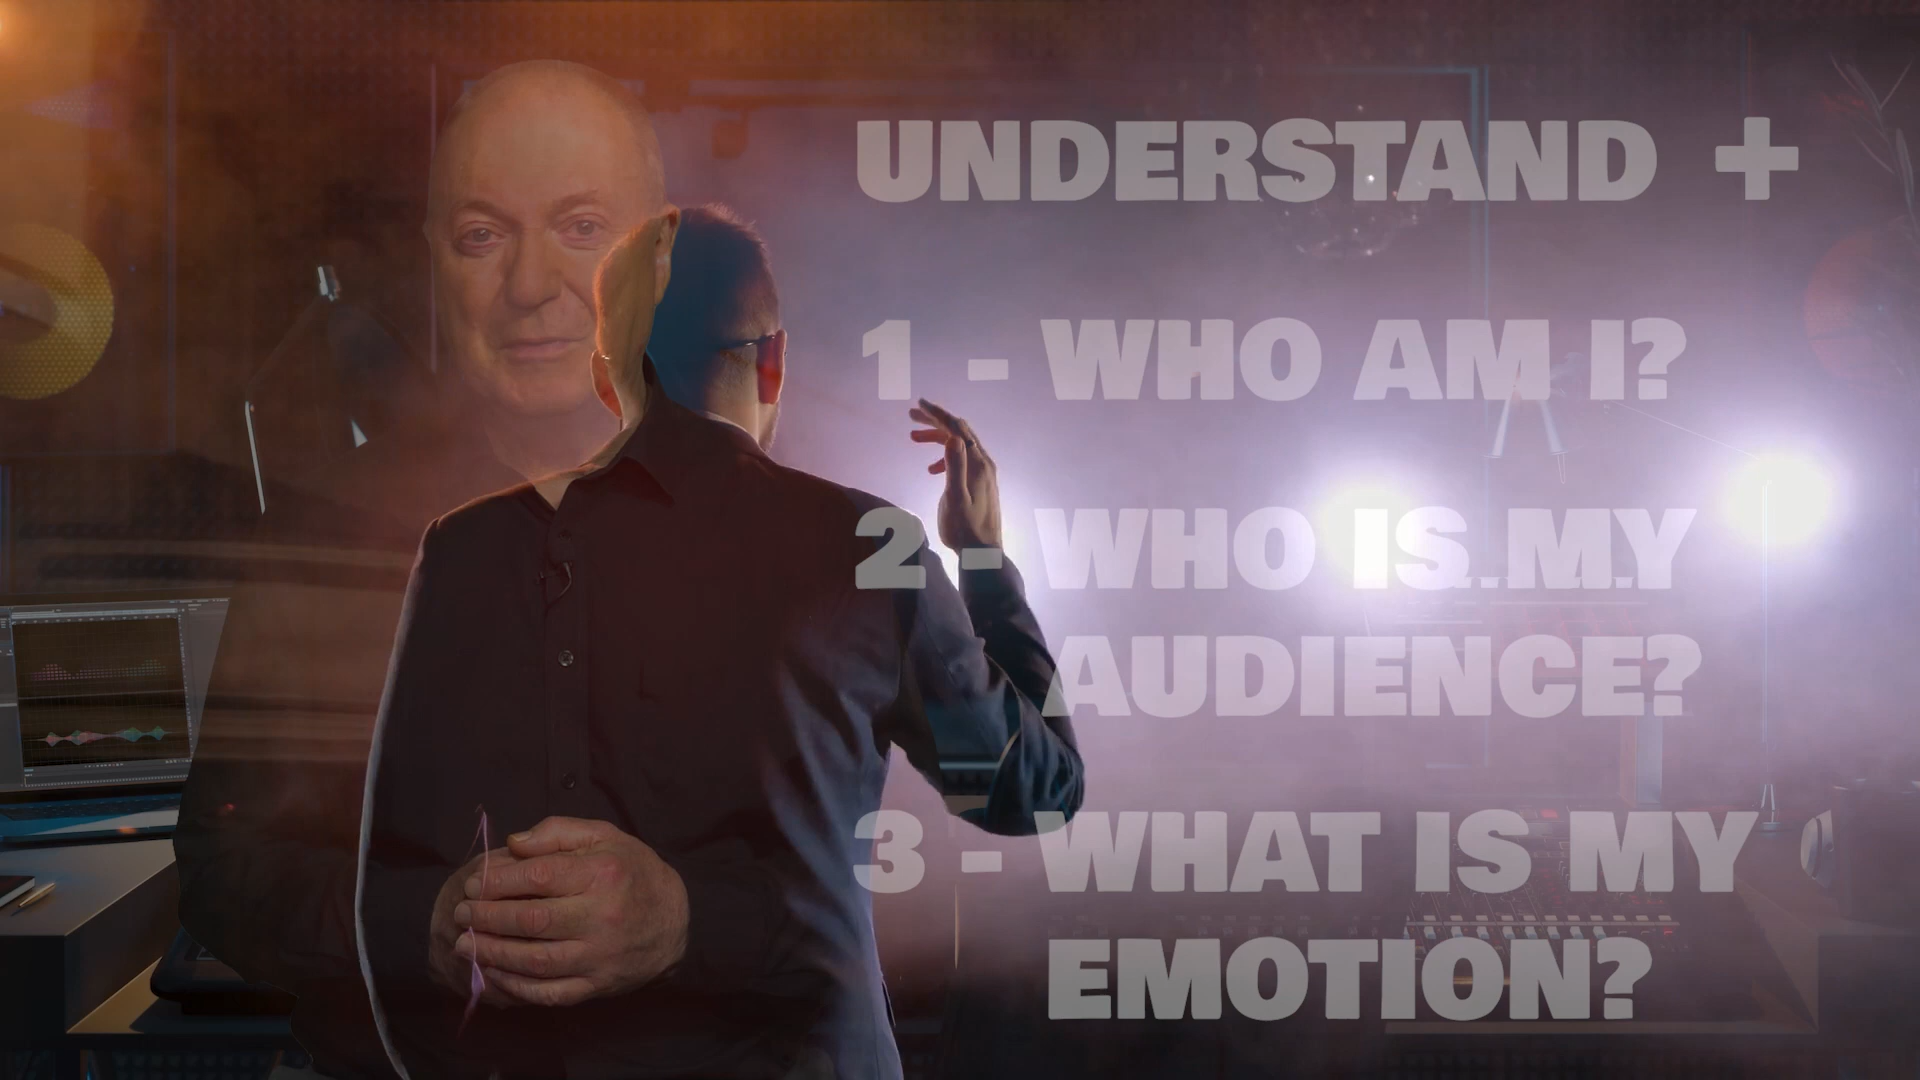 UNDERSTAND +
1 - WHO AM I?
2 - WHO IS MY
AUDIENCE?
3 - WHAT IS MY
EMOTION?